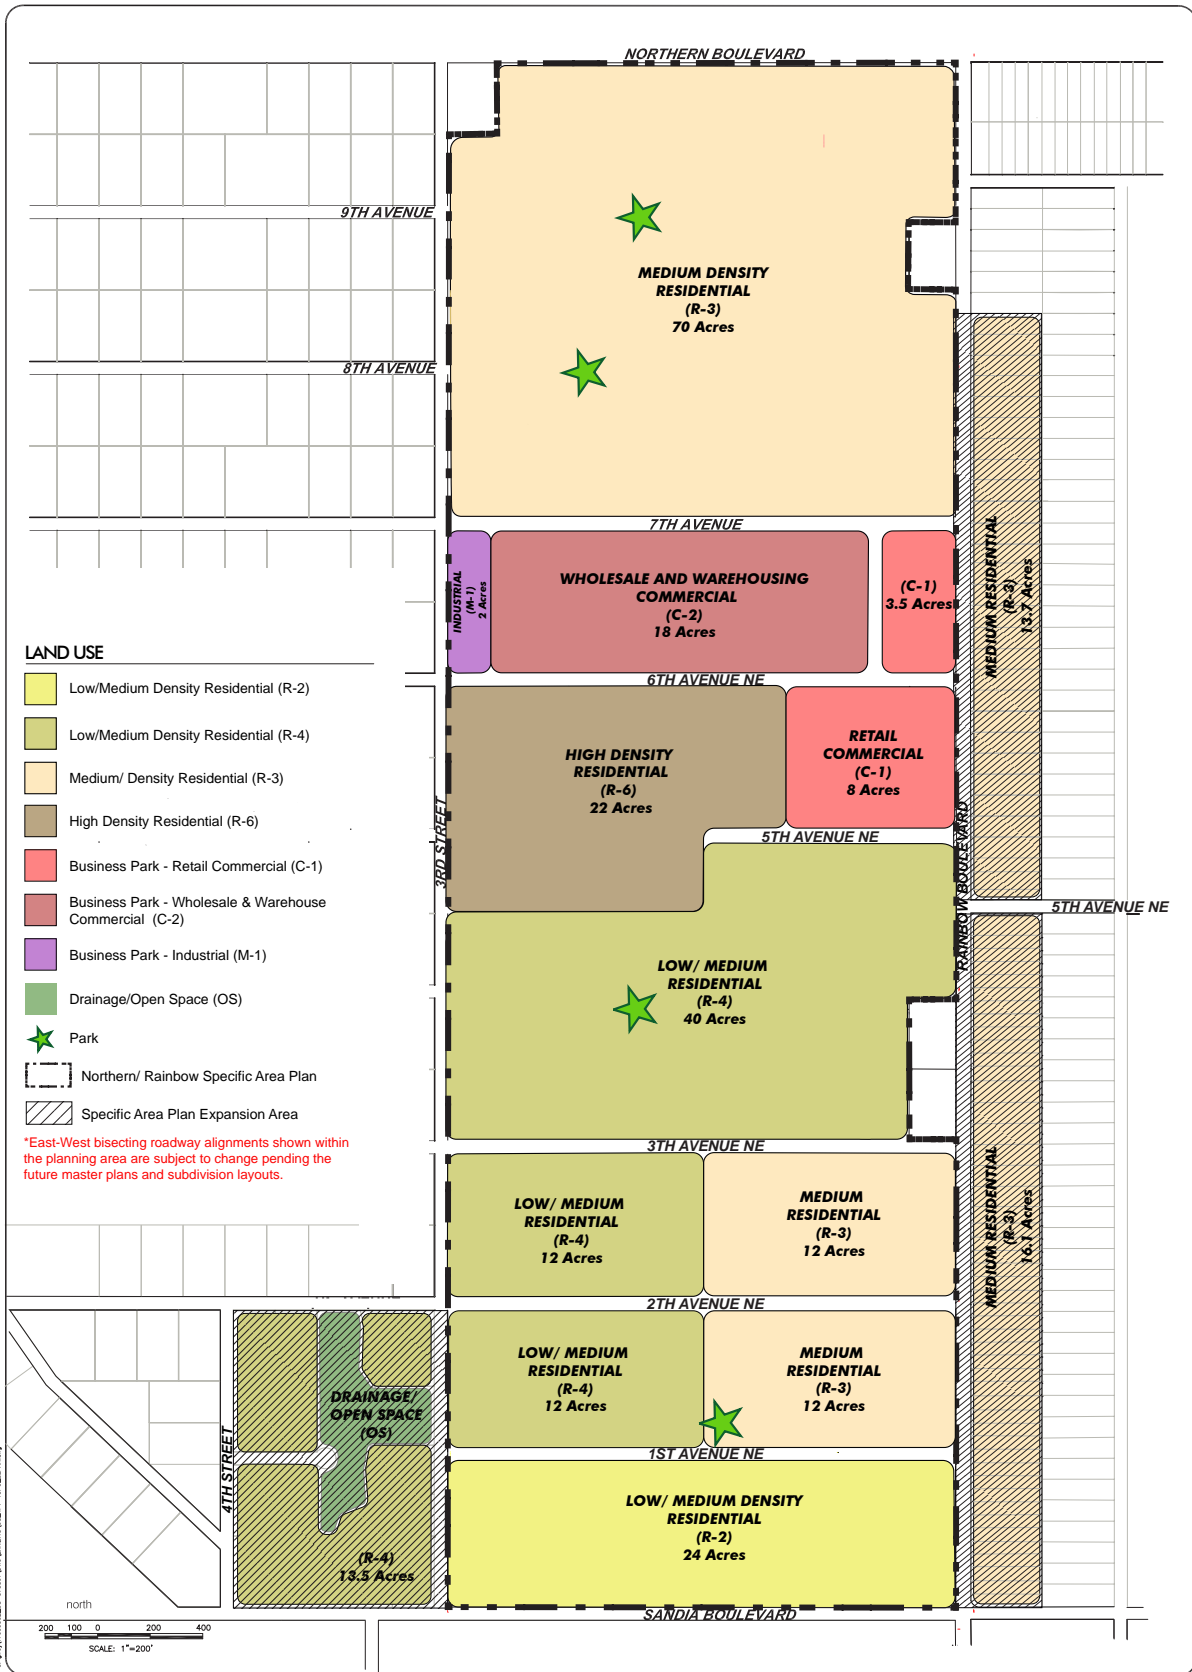 NORTHERN BOULEVARD
9TH AVENUE
MEDIUM DENSITY
RESIDENTIAL
(R-3)
70 Acres
8TH AVENUE
7TH AVENUE
INDUSTRIAL
(M-1)
2 Acres
WHOLESALE AND WAREHOUSING
COMMERCIAL
(C-2)
18 Acres
(C-1)
3.5 Acres
MEDIUM RESIDENTIAL
(R-3)
13.7 Acres
6TH AVENUE NE
LAND USE
Low/Medium Density Residential (R-2)
Low/Medium Density Residential (R-4)
Medium/ Density Residential (R-3)
High Density Residential (R-6)
Business Park - Retail Commercial (C-1)
Business Park - Wholesale & Warehouse
Commercial (C-2)
Business Park - Industrial (M-1)
Drainage/Open Space (OS)
Park
Northern/ Rainbow Specific Area Plan
Specific Area Plan Expansion Area
*East-West bisecting roadway alignments shown within
the planning area are subject to change pending the
future master plans and subdivision layouts.
HIGH DENSITY
RESIDENTIAL
(R-6)
22 Acres
RETAIL
COMMERCIAL
(C-1)
8 Acres
3RD STREET
5TH AVENUE NE
RAINBOW BOULEVARD
5TH AVENUE NE
LOW/ MEDIUM
RESIDENTIAL
(R-4)
40 Acres
3TH AVENUE NE
LOW/ MEDIUM
RESIDENTIAL
(R-4)
12 Acres
MEDIUM
RESIDENTIAL
(R-3)
12 Acres
MEDIUM RESIDENTIAL
(R-3)
16.1 Acres
2TH AVENUE NE
LOW/ MEDIUM
RESIDENTIAL
(R-4)
12 Acres
MEDIUM
RESIDENTIAL
(R-3)
12 Acres
DRAINAGE/
OPEN SPACE
(OS)
4TH STREET
1ST AVENUE NE
LOW/ MEDIUM DENSITY
RESIDENTIAL
(R-2)
24 Acres
(R-4)
13.5 Acres
north
SANDIA BOULEVARD
200 100 0 200 400
SCALE: 1"=200'